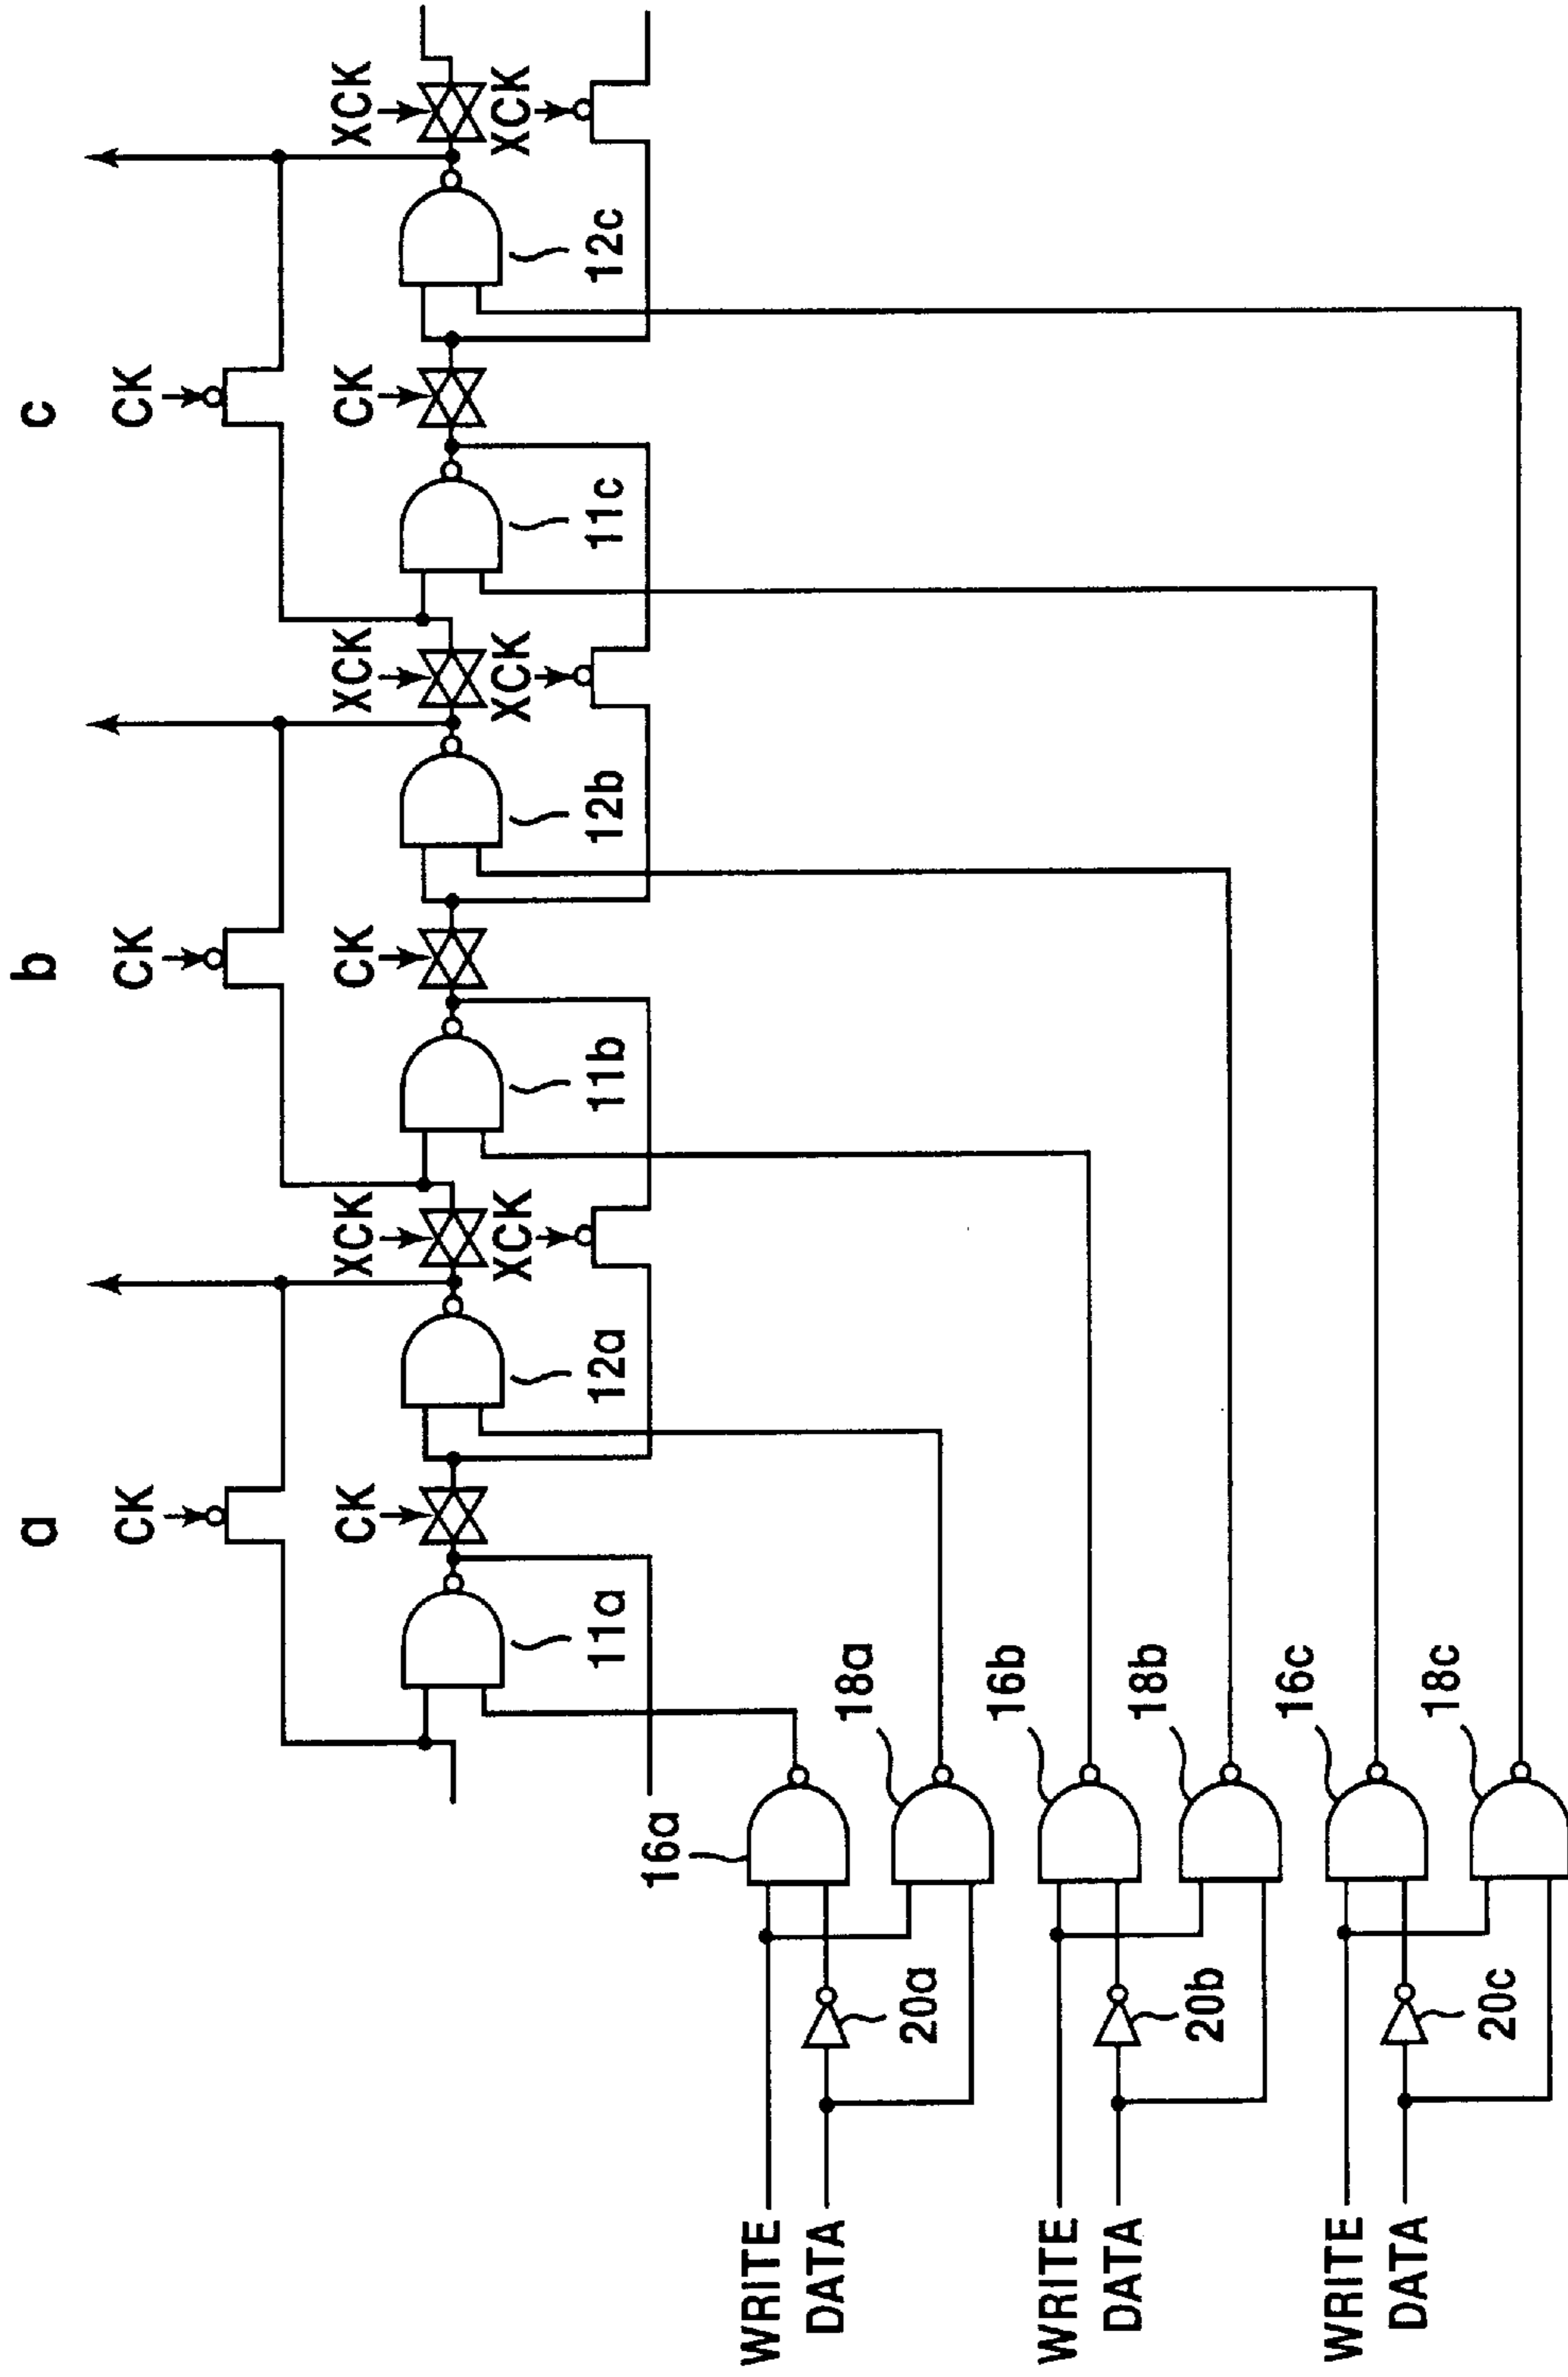 a b c
CK CK CK
CK XCK CK XCK CK XCK
XCK XCK XCK
11a 12a 11b 12b 11c 12c
16a
WRITE
DATA
18a
20a
16b
WRITE
DATA
18b
20b
16c
WRITE
DATA
18c
20c